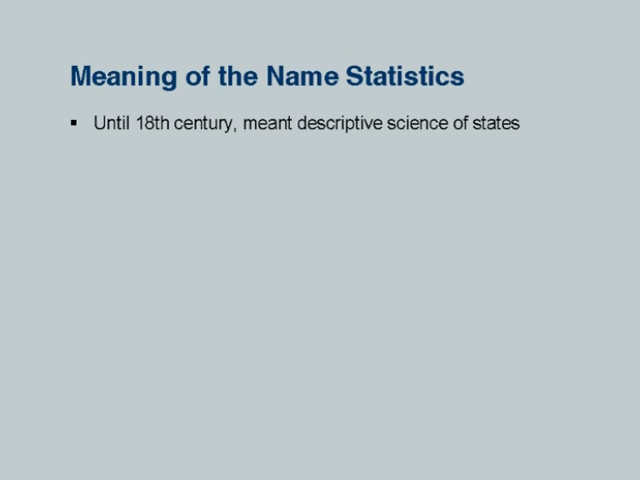 Meaning of the Name Statistics
▪ Until 18th century, meant descriptive science of states